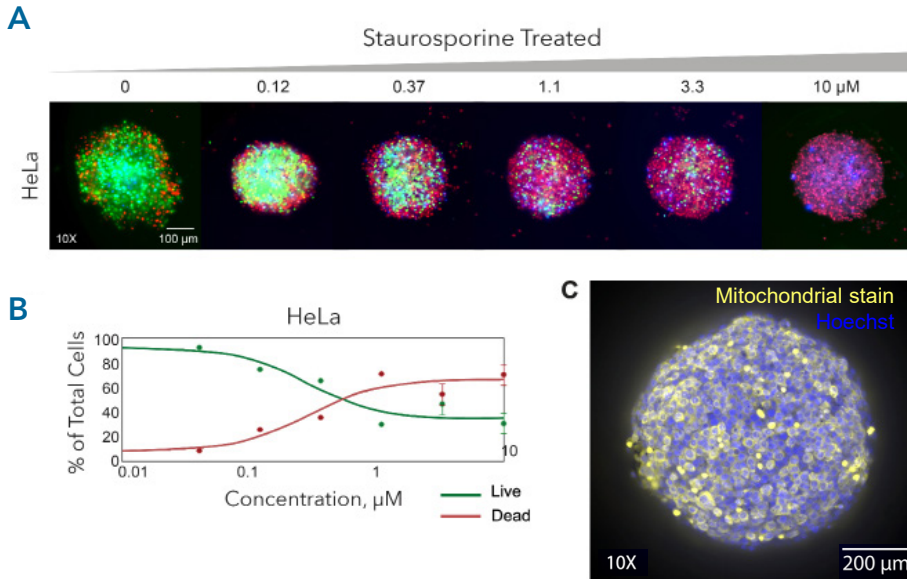 A
Staurosporine Treated
0 0.12 0.37 1.1 3.3 10 µM
HeLa
10X
100 µm
B
HeLa
% of Total Cells
100
80
60
40
20
0
0.01 0.1 1 10
Concentration, µM
Live
Dead
C
Mitochondrial stain
Hoechst
10X
200 µm